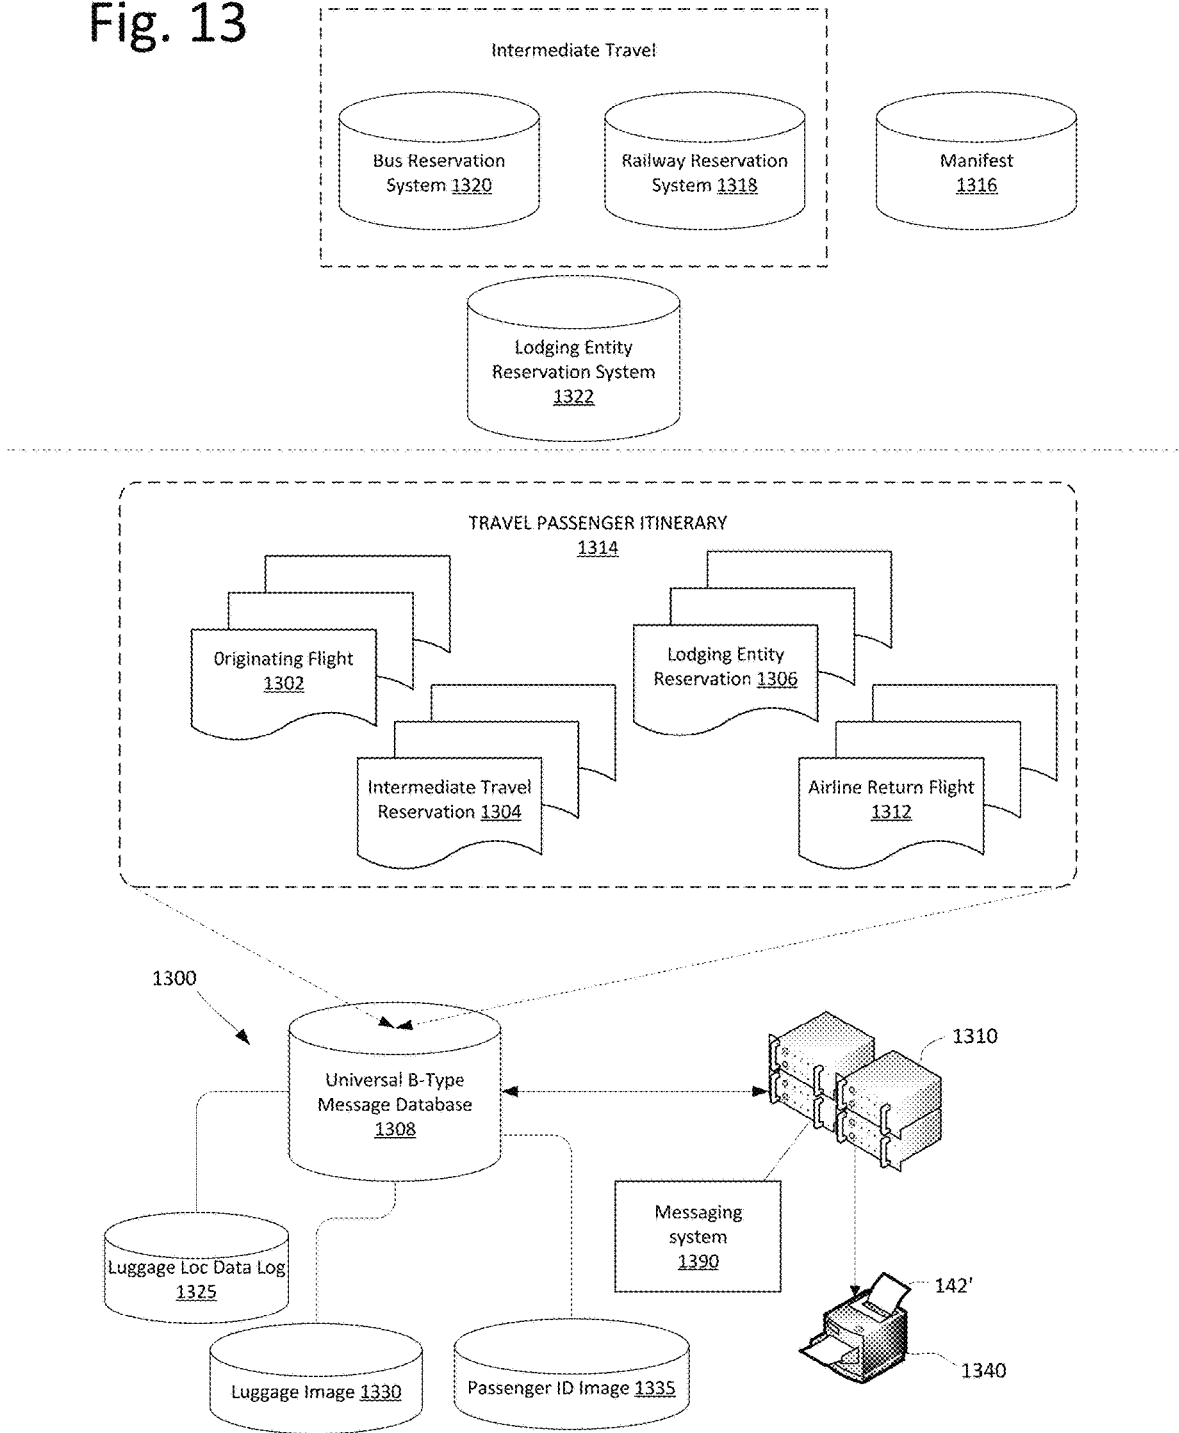 Fig. 13
Intermediate Travel
Bus Reservation
System 1320
Railway Reservation
System 1318
Manifest
1316
Lodging Entity
Reservation System
1322
TRAVEL PASSENGER ITINERARY
1314
Originating Flight
1302
Lodging Entity
Reservation 1306
Intermediate Travel
Reservation 1304
Airline Return Flight
1312
1300
Universal B-Type
Message Database
1308
1310
Messaging
system
1390
Luggage Loc Data Log
1325
142'
1340
Luggage Image 1330
Passenger ID Image 1335